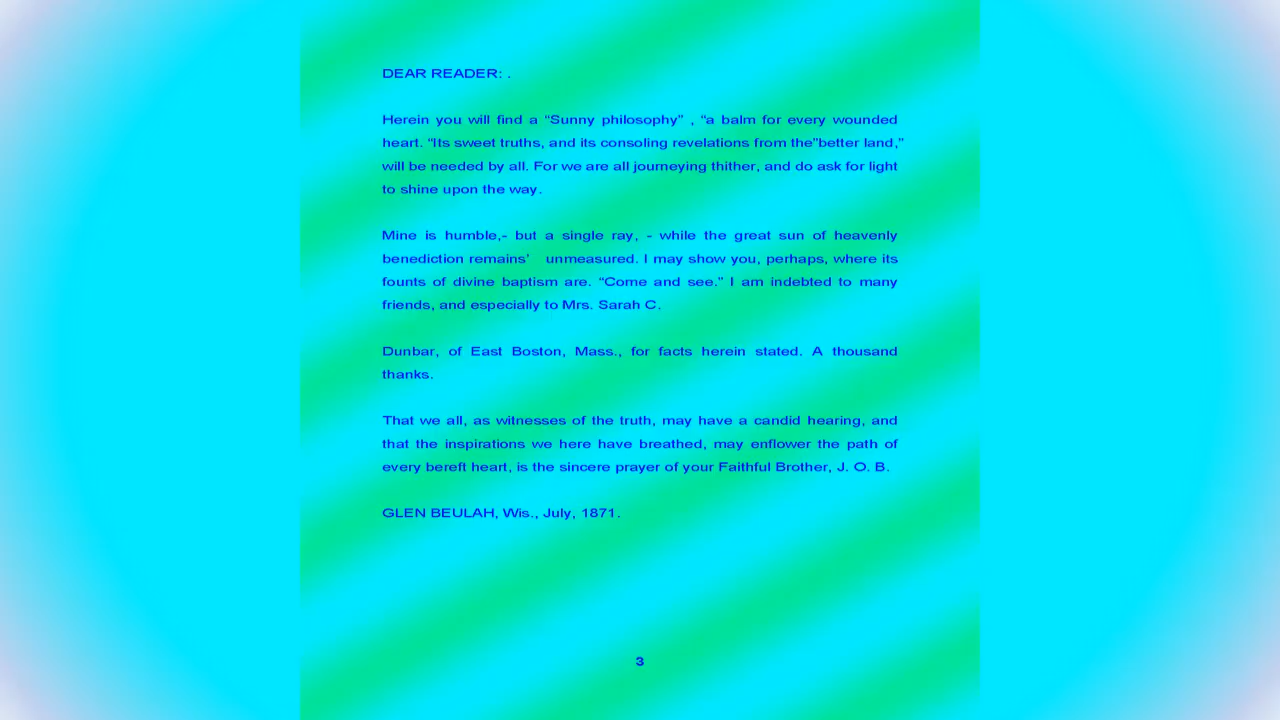 DEAR READER: .
Herein you will find a “Sunny philosophy” , “a balm for every wounded
heart. “Its sweet truths, and its consoling revelations from the”better land,”
will be needed by all. For we are all journeying thither, and do ask for light
to shine upon the way.
Mine is humble,- but a single ray, - while the great sun of heavenly
benediction remains’ unmeasured. I may show you, perhaps, where its
founts of divine baptism are. “Come and see.” I am indebted to many
friends, and especially to Mrs. Sarah C.
Dunbar, of East Boston, Mass., for facts herein stated. A thousand
thanks.
That we all, as witnesses of the truth, may have a candid hearing, and
that the inspirations we here have breathed, may enflower the path of
every bereft heart, is the sincere prayer of your Faithful Brother, J. O. B.
GLEN BEULAH, Wis., July, 1871.
3